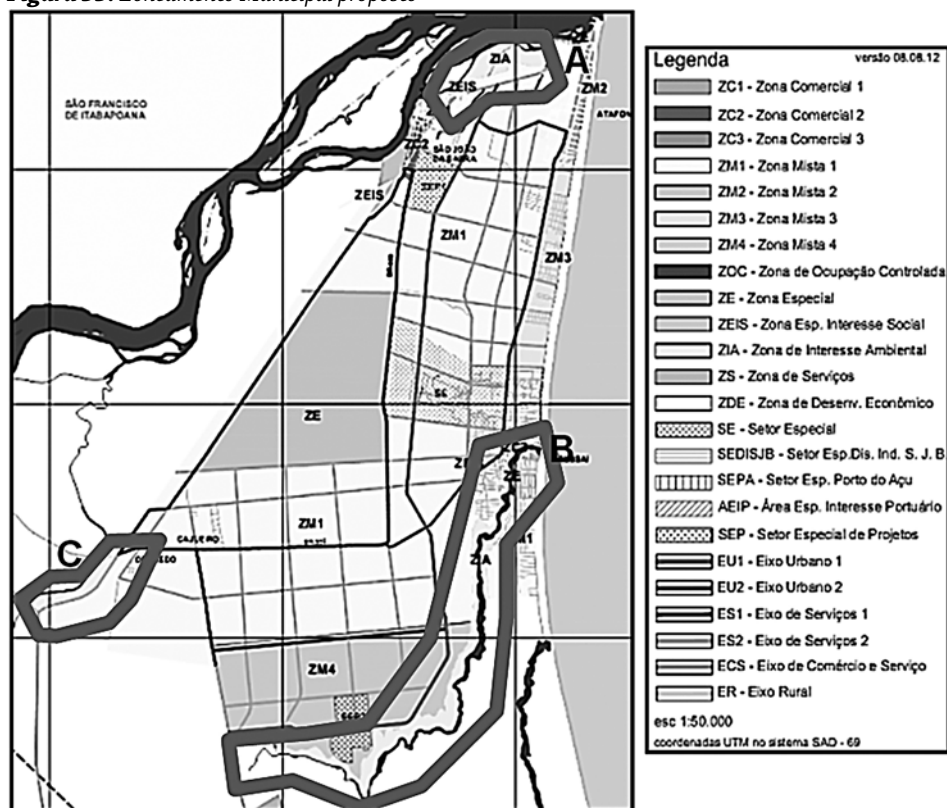 Zoneamento Municipal proposto
ZIA
A
ZEIS
ZM2
SÃO FRANCISCO
DE ITABAPOANA
ZC2
ZEIS
SEP1
ZM1
ZM3
SE
ZE
B
ZE
ZM1
CAJUEIRO
C
ZIA
ZM4
Legenda
versão 08.06.12
ZC1 - Zona Comercial 1
ZC2 - Zona Comercial 2
ZC3 - Zona Comercial 3
ZM1 - Zona Mista 1
ZM2 - Zona Mista 2
ZM3 - Zona Mista 3
ZM4 - Zona Mista 4
ZOC - Zona de Ocupação Controlada
ZE - Zona Especial
ZEIS - Zona Esp. Interesse Social
ZIA - Zona de Interesse Ambiental
ZS - Zona de Serviços
ZDE - Zona de Desenv. Econômico
SE - Setor Especial
SEDISJB - Setor Esp.Dis. Ind. S. J. B
SEPA - Setor Esp. Porto do Açu
AEIP - Área Esp. Interesse Portuário
SEP - Setor Especial de Projetos
EU1 - Eixo Urbano 1
EU2 - Eixo Urbano 2
ES1 - Eixo de Serviços 1
ES2 - Eixo de Serviços 2
ECS - Eixo de Comércio e Serviço
ER - Eixo Rural
esc 1:50.000
coordenadas UTM no sistema SAD - 69